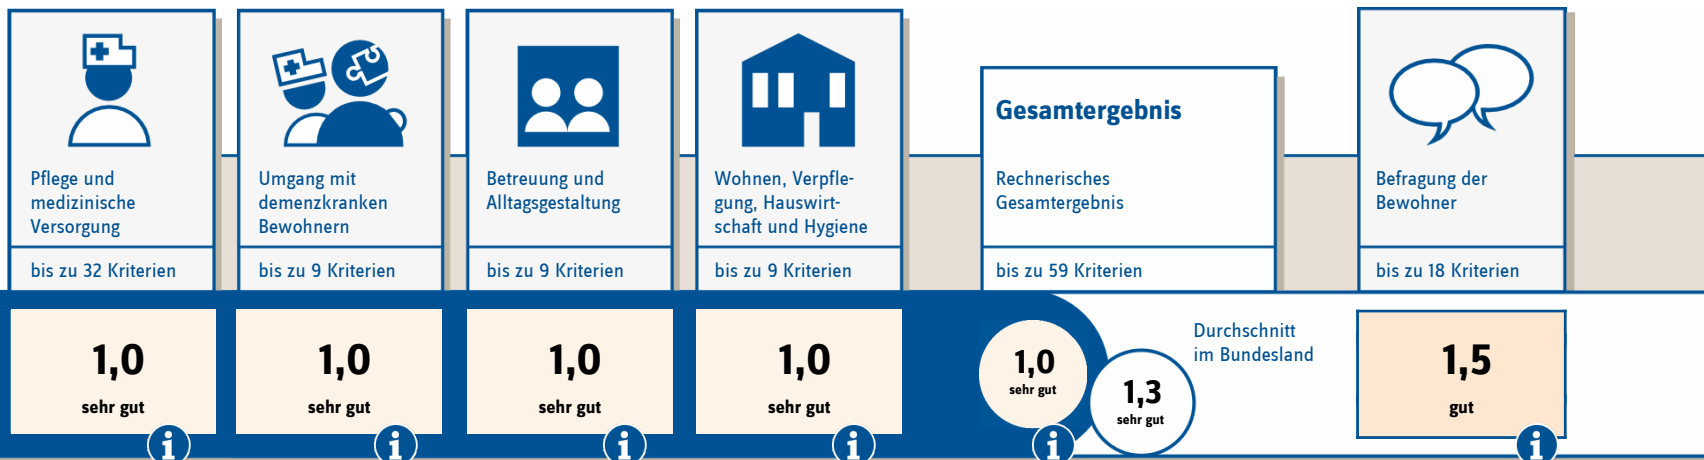 Pflege und
medizinische
Versorgung
bis zu 32 Kriterien
1,0
sehr gut
i
Umgang mit
demenzkranken
Bewohnern
bis zu 9 Kriterien
1,0
sehr gut
i
Betreuung und
Alltagsgestaltung
bis zu 9 Kriterien
1,0
sehr gut
i
Wohnen, Verpfle-
gung, Hauswirt-
schaft und Hygiene
bis zu 9 Kriterien
1,0
sehr gut
i
Gesamtergebnis
Rechnerisches
Gesamtergebnis
bis zu 59 Kriterien
1,0
sehr gut
i
1,3
sehr gut
Durchschnitt
im Bundesland
Befragung der
Bewohner
bis zu 18 Kriterien
1,5
gut
i